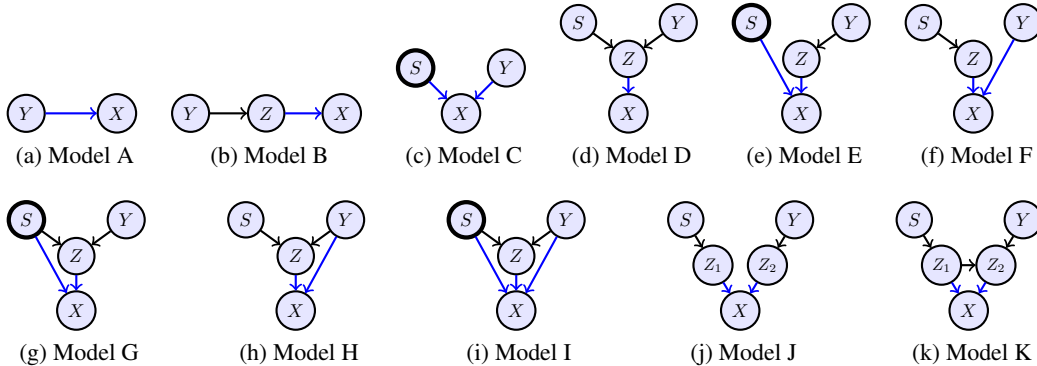 S Y S Y S Y
S Y Z Z Z
Y X Y Z X X X X X
(a) Model A (b) Model B (c) Model C (d) Model D (e) Model E (f) Model F
S Y S Y S Y S Y S Y
Z Z Z Z₁ Z₂ Z₁ Z₂
X X X X X
(g) Model G (h) Model H (i) Model I (j) Model J (k) Model K